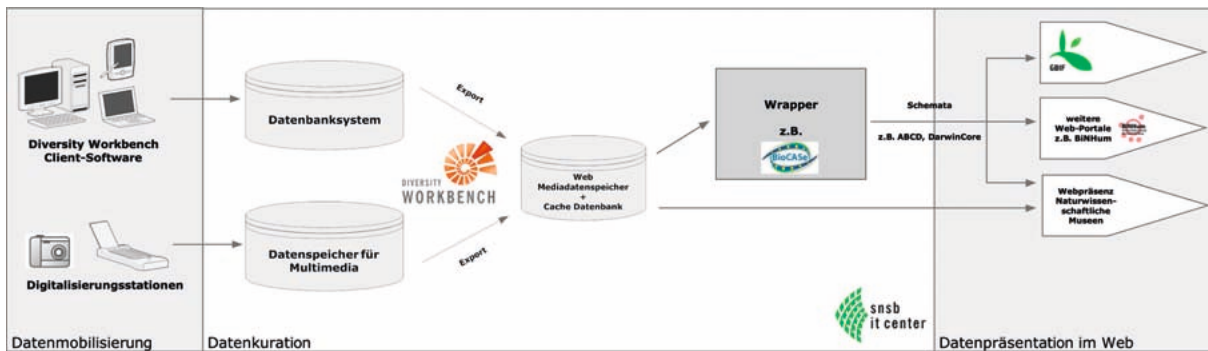 Diversity Workbench
Client-Software
Digitalisierungsstationen
Datenmobilisierung
Datenbanksystem
Datenspeicher für
Multimedia
Export
Export
DIVERSITY
WORKBENCH
Web
Mediadatenspeicher
+
Cache Datenbank
Wrapper
z.B.
BioCASe
Schemata
z.B. ABCD, DarwinCore
snsb
it center
Datenkuration
GBIF
weitere
Web-Portale
z.B. BiNHum
Webpräsenz
Naturwissen-
schaftliche
Museen
Datenpräsentation im Web